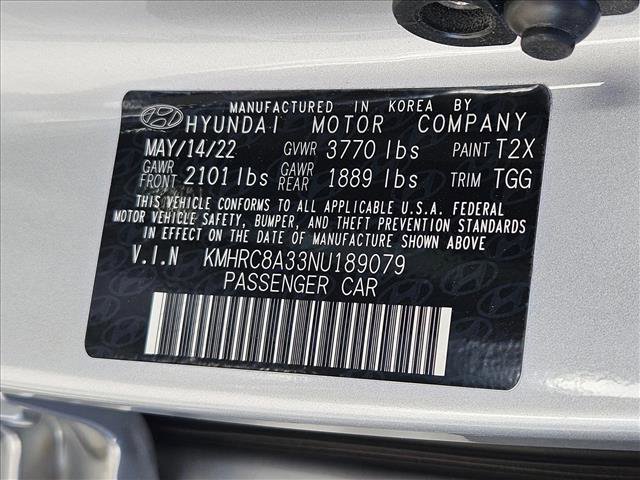 MANUFACTURED IN KOREA BY
HYUNDAI MOTOR COMPANY
MAY/14/22 GVWR 3770 lbs PAINT T2X
GAWR FRONT 2101 lbs GAWR REAR 1889 lbs TRIM TGG
THIS VEHICLE CONFORMS TO ALL APPLICABLE U.S.A. FEDERAL
MOTOR VEHICLE SAFETY, BUMPER, AND THEFT PREVENTION STANDARDS
IN EFFECT ON THE DATE OF MANUFACTURE SHOWN ABOVE
V.I.N KMHRC8A33NU189079
PASSENGER CAR